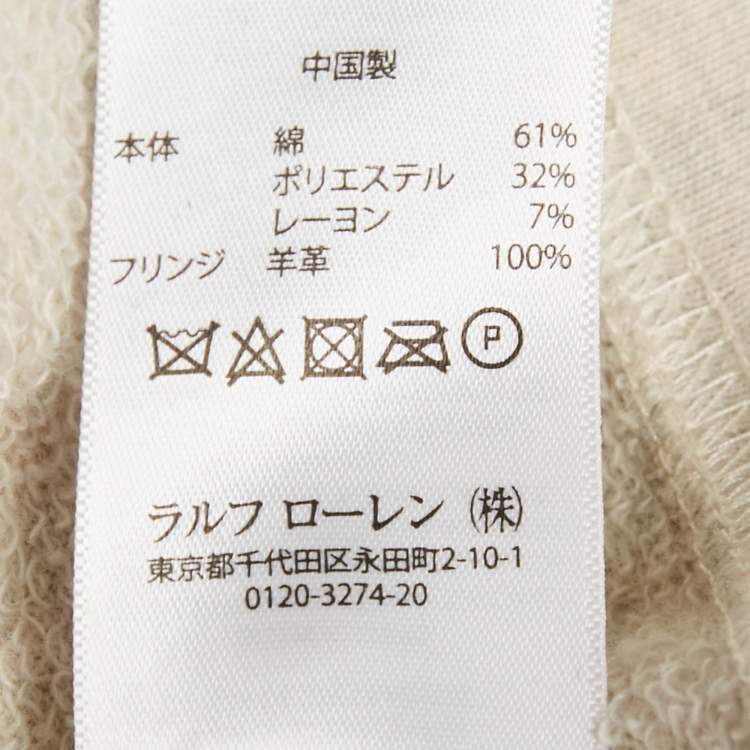 中国製
本体 綿 61%
ポリエステル 32%
レーヨン 7%
フリンジ 羊革 100%
P
ラルフ ローレン ㈱
東京都千代田区永田町2-10-1
0120-3274-20